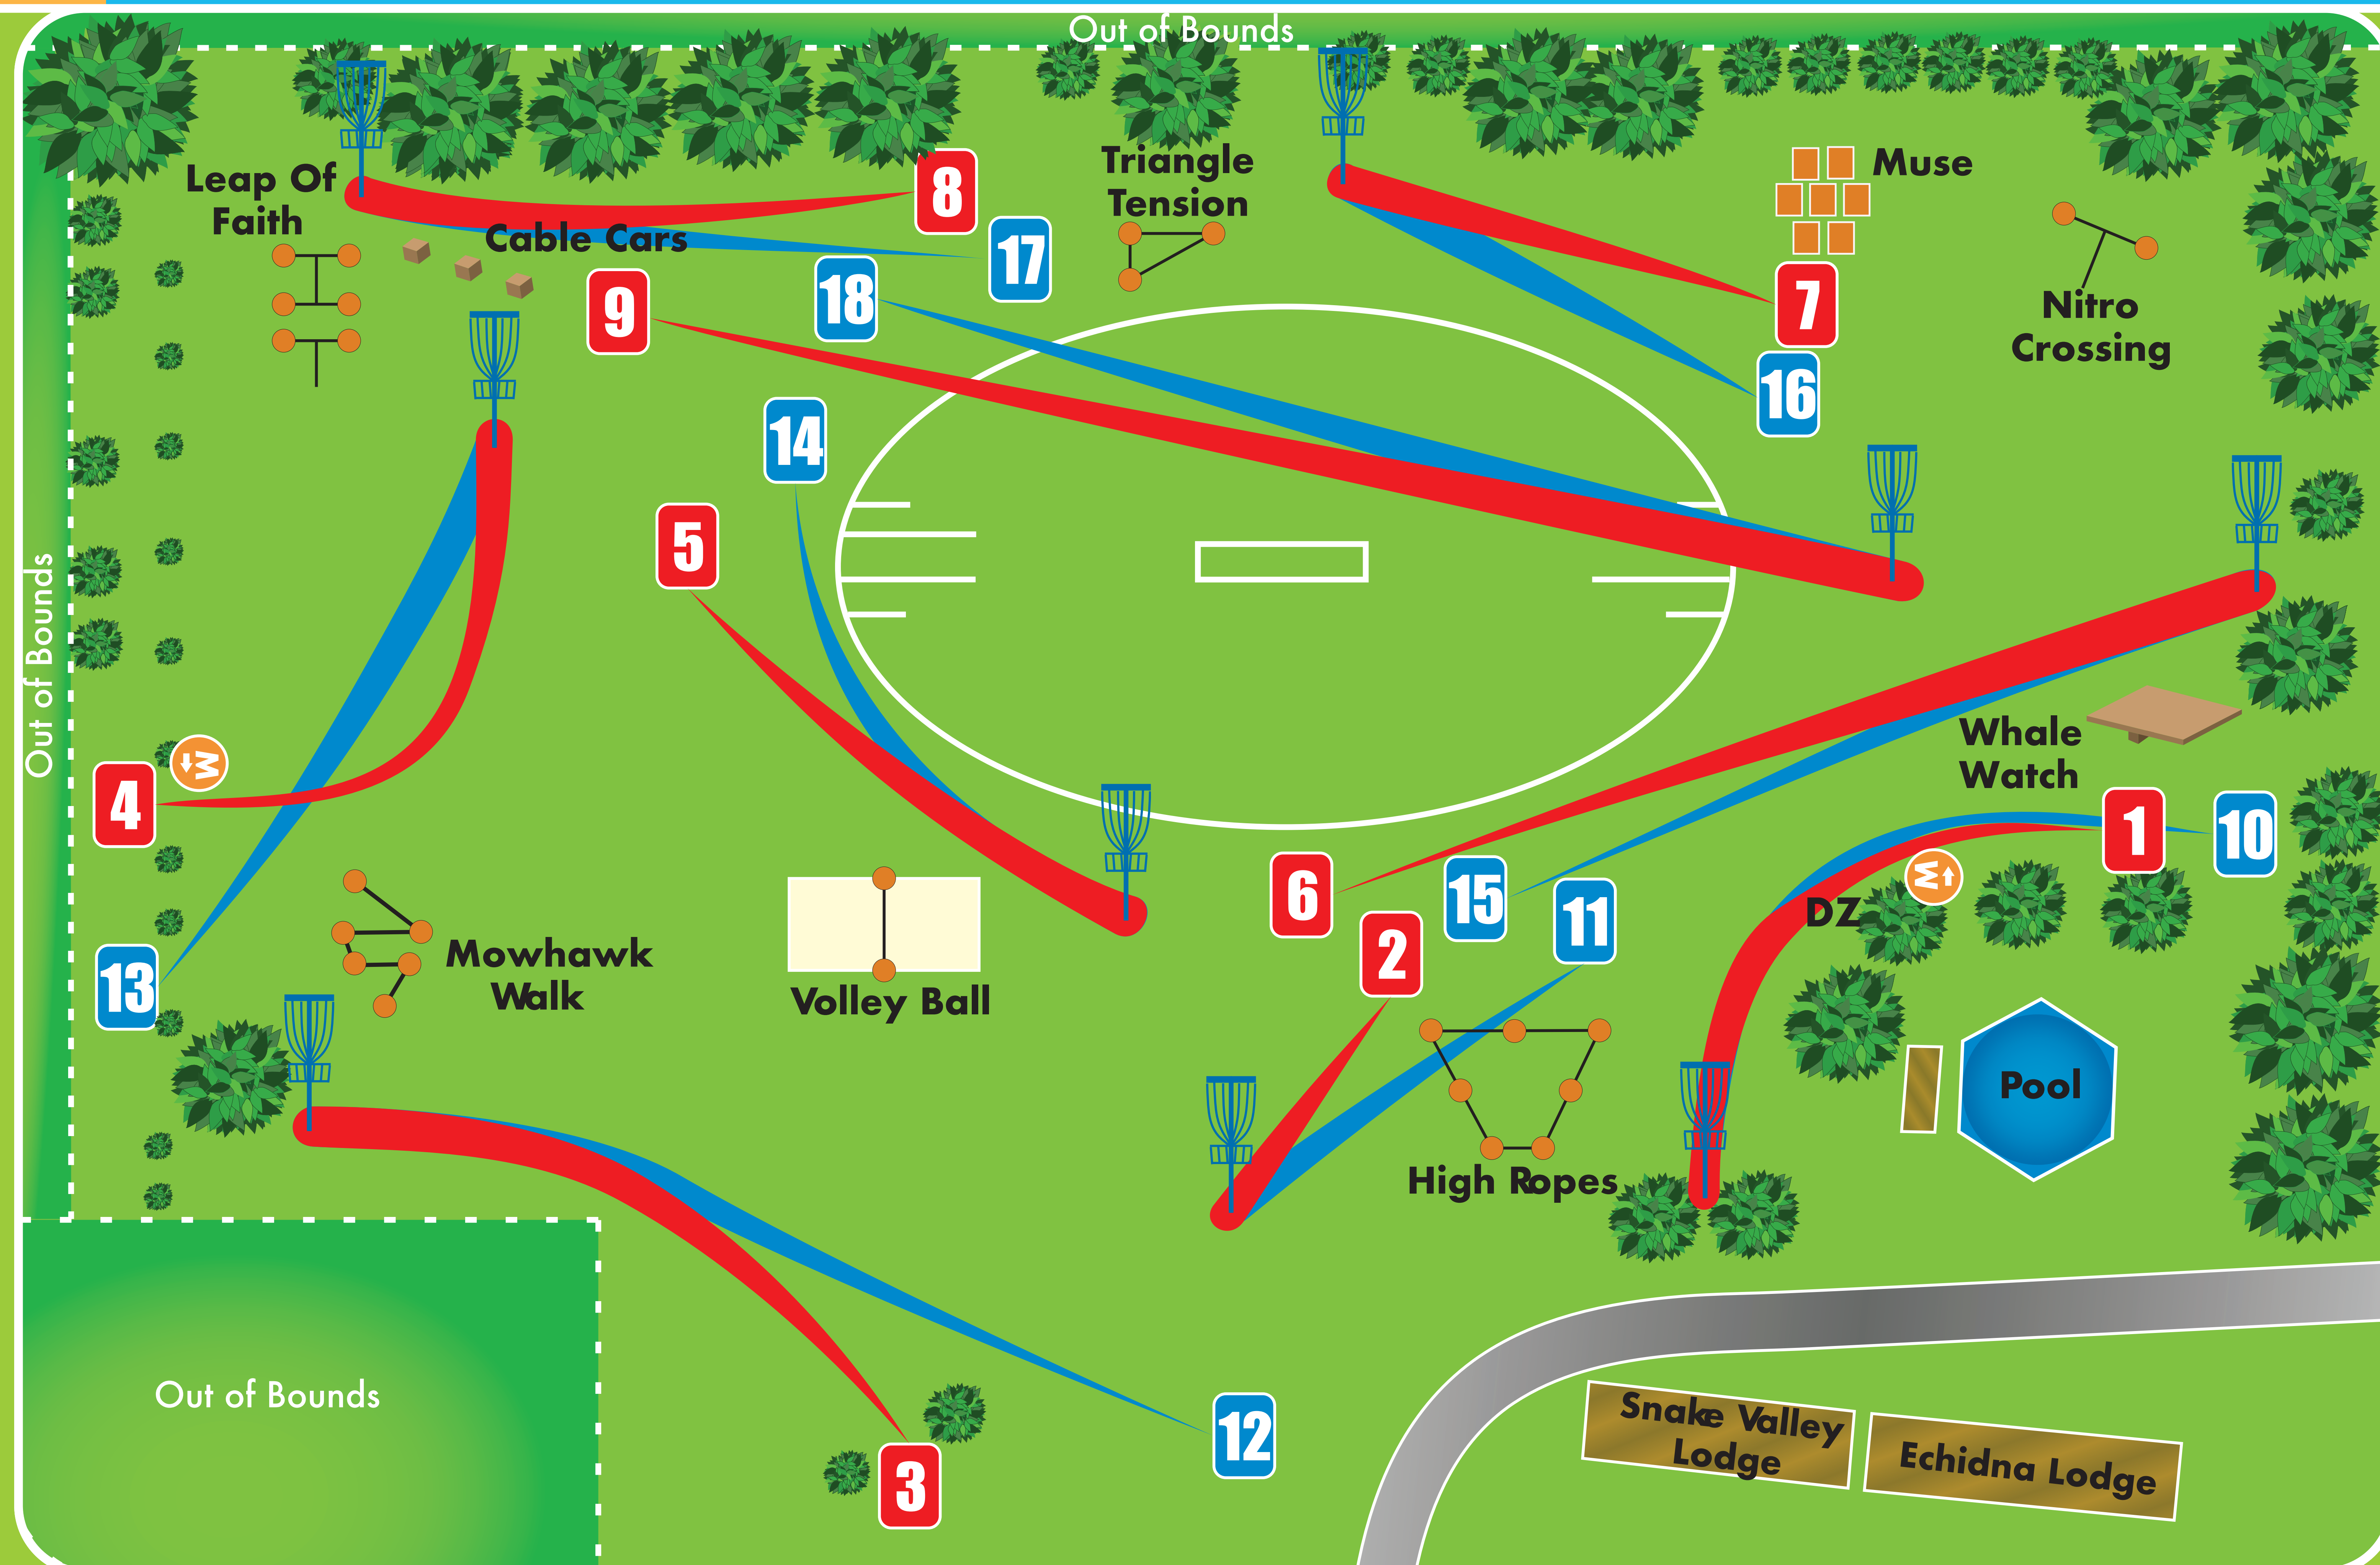 Out of Bounds
Leap Of
Faith
Cable Cars
8
17
Triangle
Tension
Muse
9
18
7
Nitro
Crossing
16
14
5
Out of Bounds
W
4
Whale
Watch
1
10
6
15
11
2
W
DZ
13
Mowhawk
Walk
Volley Ball
High Ropes
Pool
Out of Bounds
12
3
Snake Valley
Lodge
Echidna Lodge